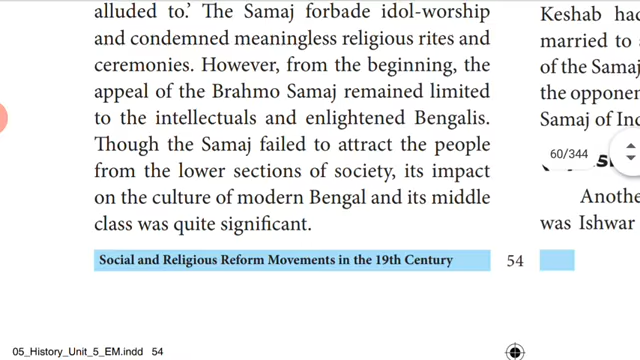 alluded to.’ The Samaj forbade idol-worship
and condemned meaningless religious rites and
ceremonies. However, from the beginning, the
appeal of the Brahmo Samaj remained limited
to the intellectuals and enlightened Bengalis.
Though the Samaj failed to attract the people
from the lower sections of society, its impact
on the culture of modern Bengal and its middle
class was quite significant.
Social and Religious Reform Movements in the 19th Century
54
Keshab had
married to
of the Samaj
the opponen
Samaj of Ind
60/344
Anothe
was Ishwar
05_History_Unit_5_EM.indd 54